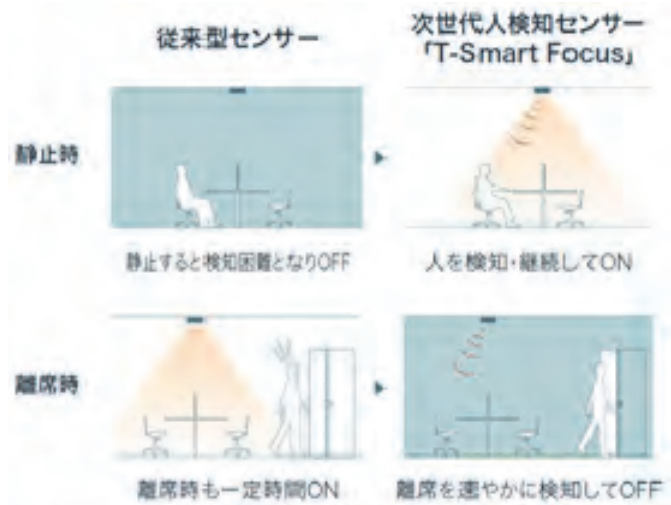 従来型センサー
次世代人検知センサー
「T-Smart Focus」
静止時
静止すると検知困難となりOFF
人を検知・継続してON
離席時
離席時も一定時間ON
離席を速やかに検知してOFF